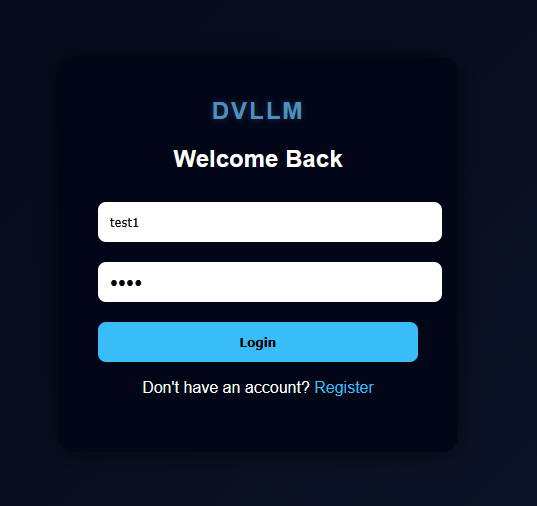 DVLLM
Welcome Back
test1
••••
Login
Don't have an account? Register